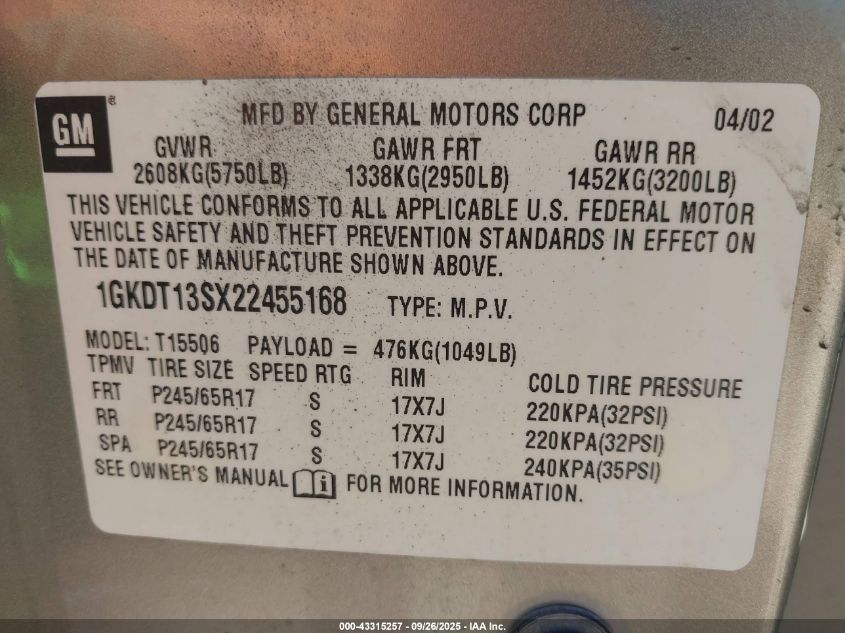 GM® MFD BY GENERAL MOTORS CORP 04/02
GVWR GAWR FRT GAWR RR
2608KG(5750LB) 1338KG(2950LB) 1452KG(3200LB)
THIS VEHICLE CONFORMS TO ALL APPLICABLE U.S. FEDERAL MOTOR
VEHICLE SAFETY AND THEFT PREVENTION STANDARDS IN EFFECT ON
THE DATE OF MANUFACTURE SHOWN ABOVE.
1GKDT13SX22455168 TYPE: M.P.V.
MODEL: T15506 PAYLOAD = 476KG(1049LB)
TPMV TIRE SIZE SPEED RTG RIM COLD TIRE PRESSURE
FRT P245/65R17 S 17X7J 220KPA(32PSI)
RR P245/65R17 S 17X7J 220KPA(32PSI)
SPA P245/65R17 S 17X7J 240KPA(35PSI)
SEE OWNER'S MANUAL i FOR MORE INFORMATION.
000-43315257 - 09/26/2025 - IAA Inc.